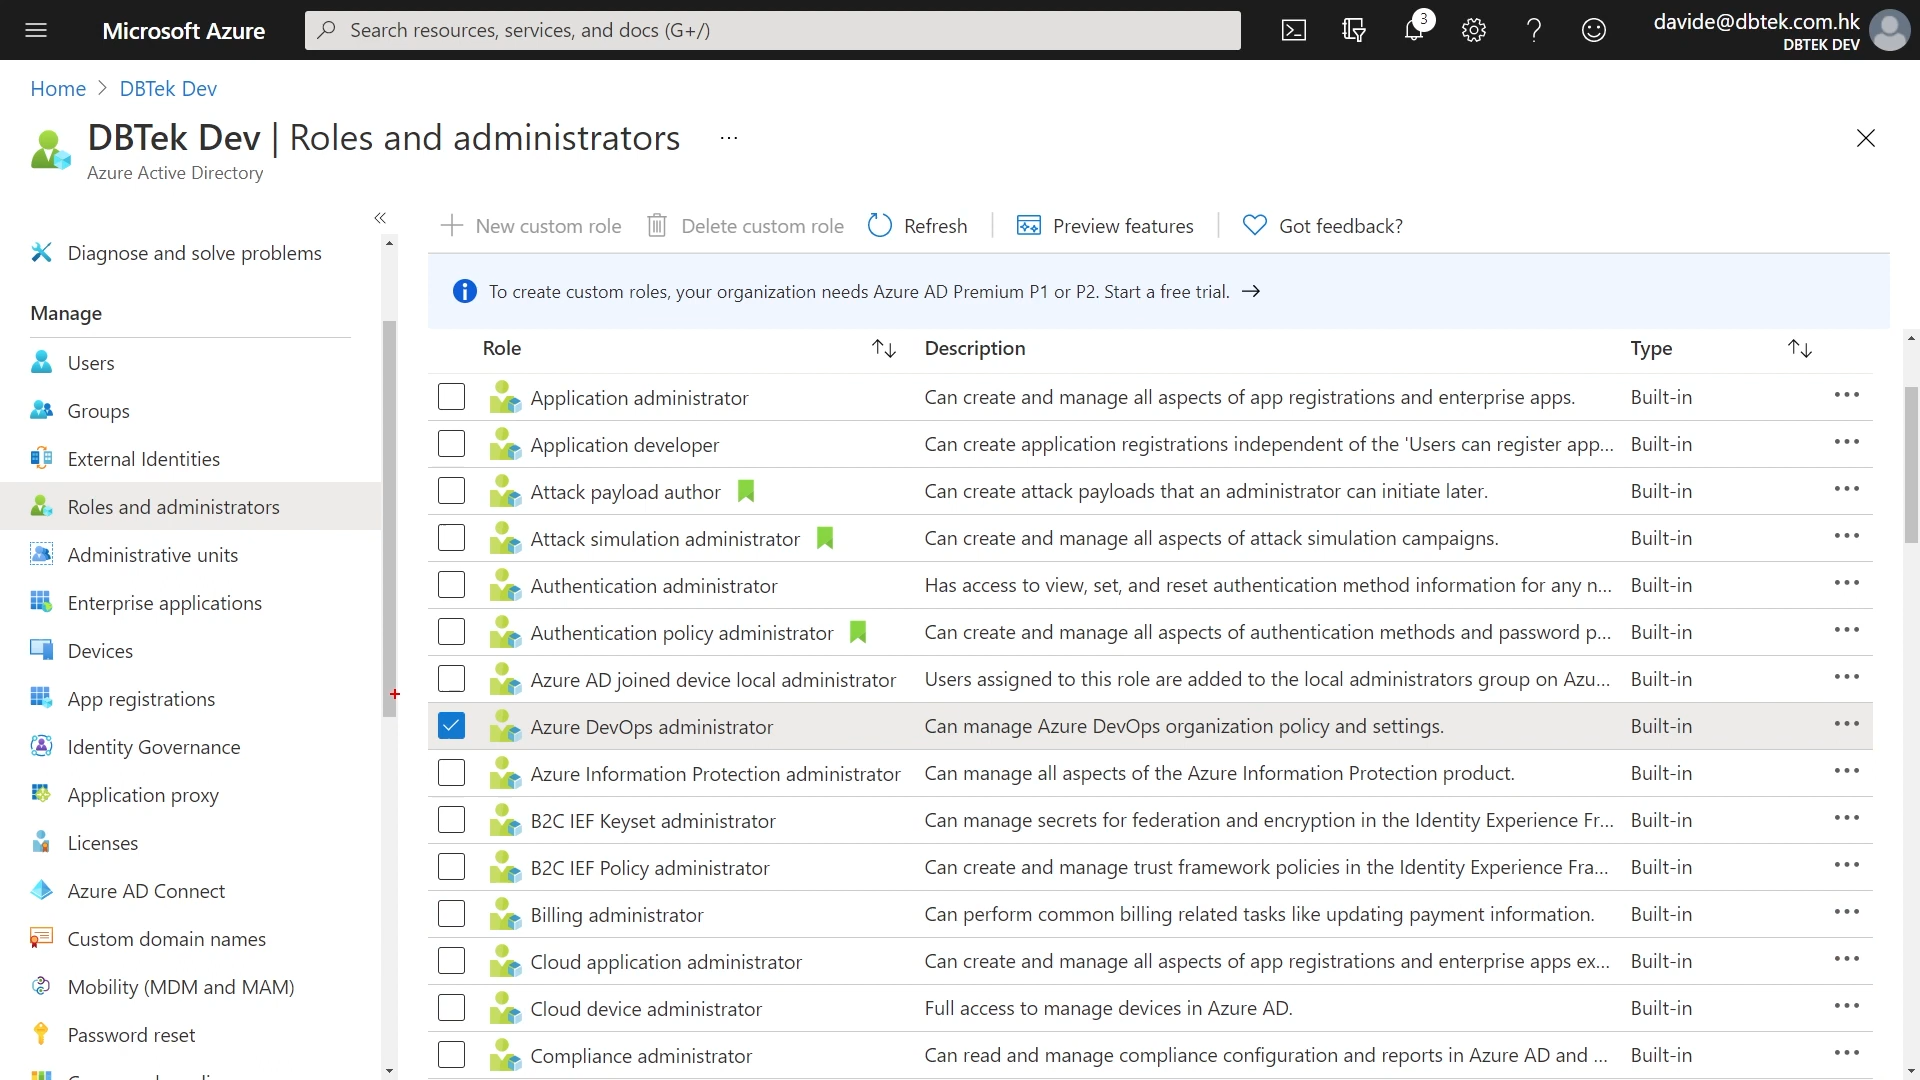 Microsoft Azure
Search resources, services, and docs (G+/)
3
davide@dbtek.com.hk
DBTEK DEV
Home > DBTek Dev
DBTek Dev | Roles and administrators ...
Azure Active Directory
«
Diagnose and solve problems
Manage
Users
Groups
External Identities
Roles and administrators
Administrative units
Enterprise applications
Devices
App registrations
Identity Governance
Application proxy
Licenses
Azure AD Connect
Custom domain names
Mobility (MDM and MAM)
Password reset
New custom role Delete custom role Refresh Preview features Got feedback?
To create custom roles, your organization needs Azure AD Premium P1 or P2. Start a free trial. →
Role Description Type
Application administrator Can create and manage all aspects of app registrations and enterprise apps. Built-in
Application developer Can create application registrations independent of the 'Users can register app... Built-in
Attack payload author Can create attack payloads that an administrator can initiate later. Built-in
Attack simulation administrator Can create and manage all aspects of attack simulation campaigns. Built-in
Authentication administrator Has access to view, set, and reset authentication method information for any n... Built-in
Authentication policy administrator Can create and manage all aspects of authentication methods and password p... Built-in
Azure AD joined device local administrator Users assigned to this role are added to the local administrators group on Azu... Built-in
Azure DevOps administrator Can manage Azure DevOps organization policy and settings. Built-in
Azure Information Protection administrator Can manage all aspects of the Azure Information Protection product. Built-in
B2C IEF Keyset administrator Can manage secrets for federation and encryption in the Identity Experience Fr... Built-in
B2C IEF Policy administrator Can create and manage trust framework policies in the Identity Experience Fra... Built-in
Billing administrator Can perform common billing related tasks like updating payment information. Built-in
Cloud application administrator Can create and manage all aspects of app registrations and enterprise apps ex... Built-in
Cloud device administrator Full access to manage devices in Azure AD. Built-in
Compliance administrator Can read and manage compliance configuration and reports in Azure AD and ... Built-in